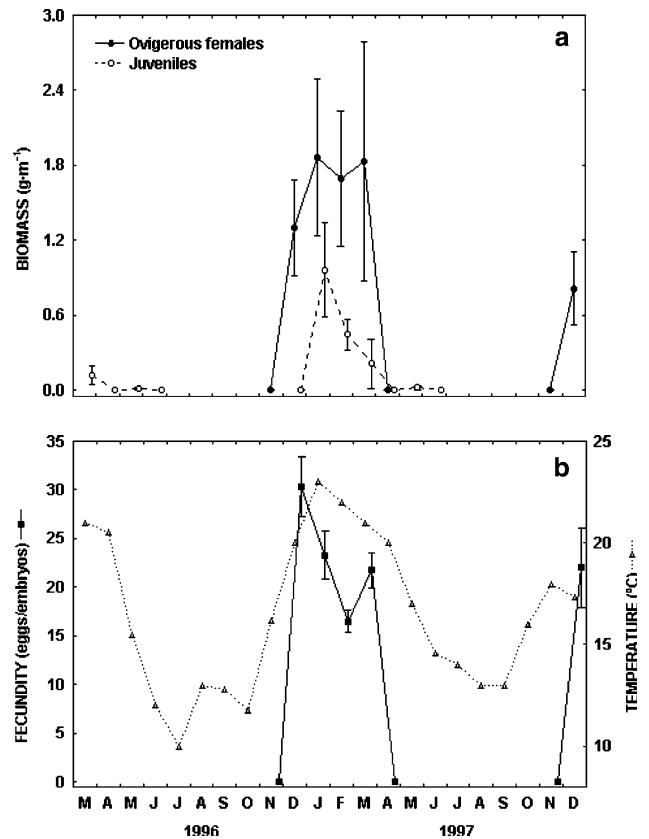 a
Ovigerous females
Juveniles
3.0
2.4
1.8
1.2
0.6
0.0
BIOMASS (g·m⁻¹)
b
35
30
25
20
15
10
5
0
FECUNDITY (eggs/embryos)
25
20
15
10
TEMPERATURE (ºC)
M A M J J A S O N D J F M A M J J A S O N D
1996 1997